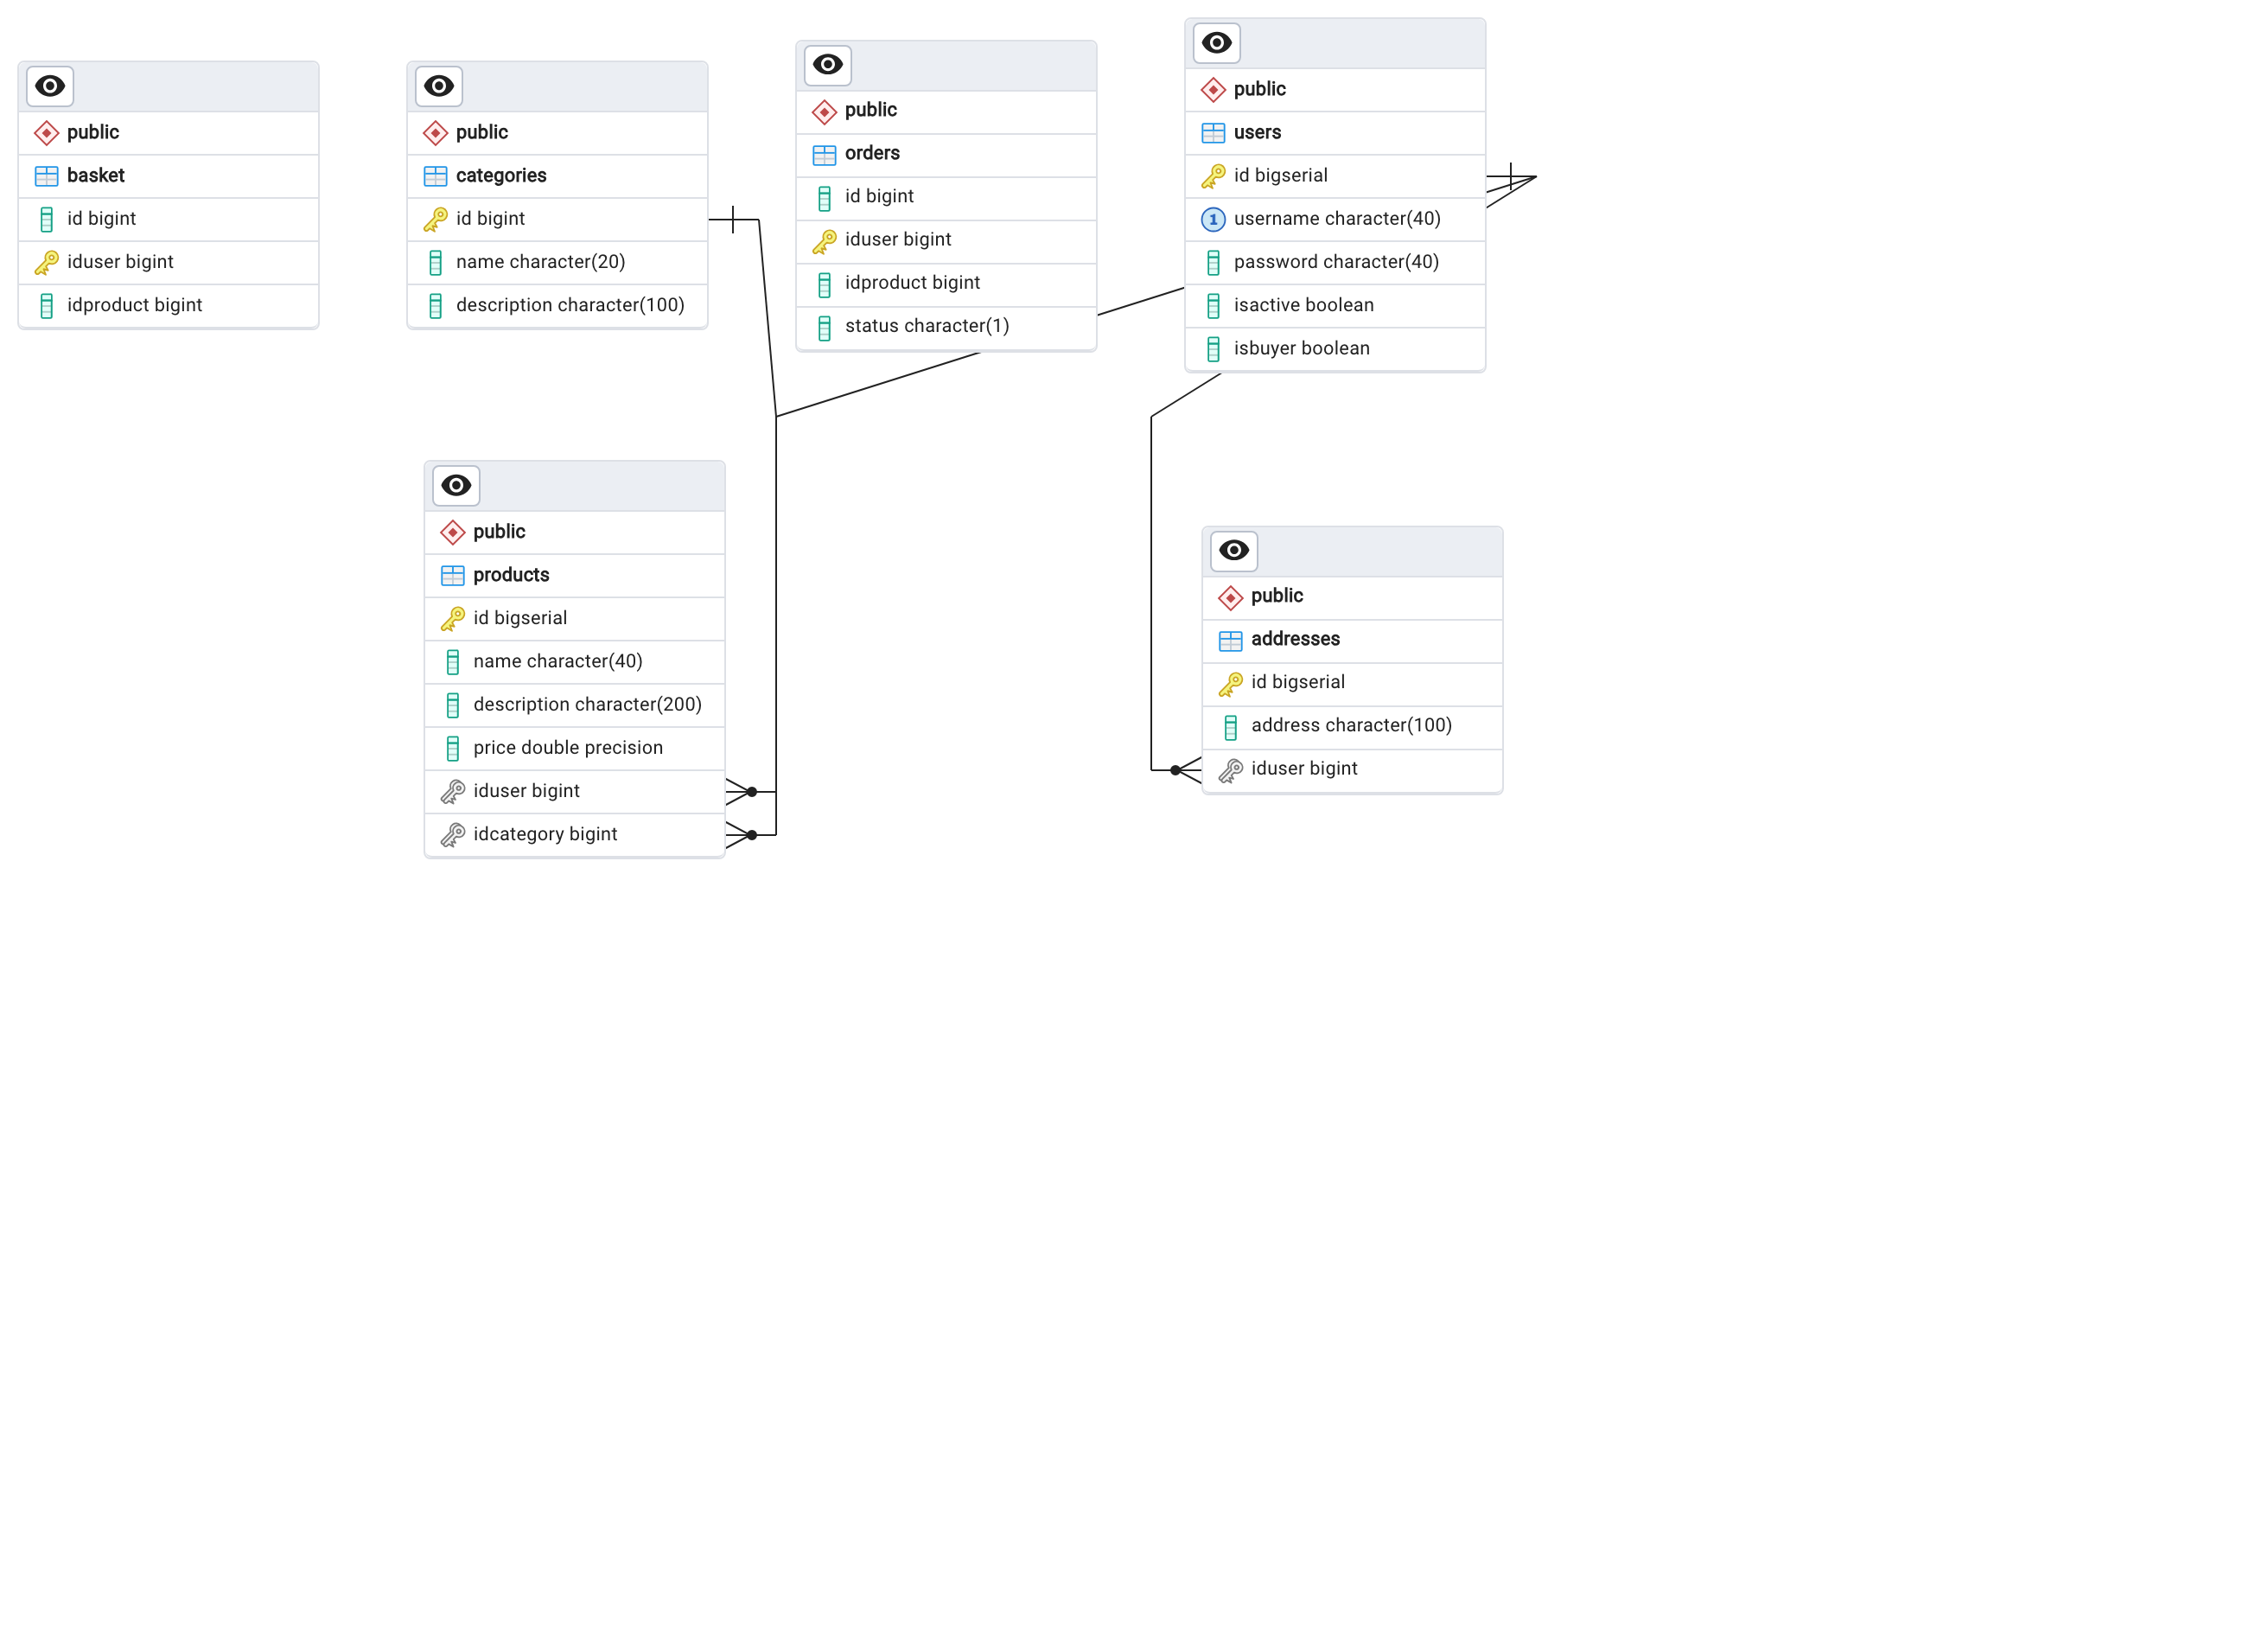 public
basket
id bigint
iduser bigint
idproduct bigint
public
categories
id bigint
name character(20)
description character(100)
public
orders
id bigint
iduser bigint
idproduct bigint
status character(1)
public
users
id bigserial
1 username character(40)
password character(40)
isactive boolean
isbuyer boolean
public
products
id bigserial
name character(40)
description character(200)
price double precision
iduser bigint
idcategory bigint
public
addresses
id bigserial
address character(100)
iduser bigint